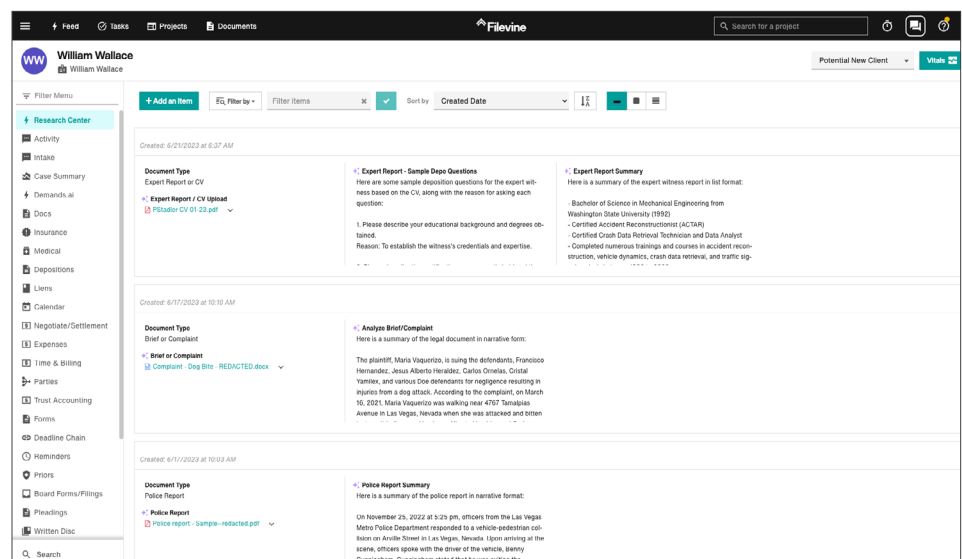 Feed
Tasks
Projects
Documents
Filevine
Search for a project
WW
William Wallace
William Wallace
Potential New Client
Vitals
Filter Menu
Research Center
Activity
Intake
Case Summary
Demands.ai
Docs
Insurance
Medical
Depositions
Liens
Calendar
Negotiate/Settlement
Expenses
Time & Billing
Parties
Trust Accounting
Forms
Deadline Chain
Reminders
Priors
Board Forms/Filings
Pleadings
Written Disc
Search
+ Add an Item
Filter by
Filter items
Sort by
Created Date
Created: 6/21/2023 at 6:37 AM
Document Type
Expert Report or CV
Expert Report / CV Upload
PStadler CV 01-23.pdf
Expert Report - Sample Depo Questions
Here are some sample deposition questions for the expert wit-
ness based on the CV, along with the reason for asking each
question:
1. Please describe your educational background and degrees ob-
tained.
Reason: To establish the witness's credentials and expertise.
Expert Report Summary
Here is a summary of the expert witness report in list format:
- Bachelor of Science in Mechanical Engineering from
Washington State University (1992)
- Certified Accident Reconstructionist (ACTAR)
- Certified Crash Data Retrieval Technician and Data Analyst
- Completed numerous trainings and courses in accident recon-
struction, vehicle dynamics, crash data retrieval, and traffic sig-
Created: 6/17/2023 at 10:10 AM
Document Type
Brief or Complaint
Brief or Complaint
Complaint - Dog Bite - REDACTED.docx
Analyze Brief/Complaint
Here is a summary of the legal document in narrative form:
The plaintiff, Maria Vaquerizo, is suing the defendants, Francisco
Hernandez, Jesus Alberto Heraldez, Carlos Ornelas, Cristal
Yamilex, and various Doe defendants for negligence resulting in
injuries from a dog attack. According to the complaint, on March
16, 2021, Maria Vaquerizo was walking near 4767 Tamalpias
Avenue in Las Vegas, Nevada when she was attacked and bitten
Created: 6/17/2023 at 10:03 AM
Document Type
Police Report
Police Report
Police report - Sample--redacted.pdf
Police Report Summary
Here is a summary of the police report in narrative format:
On November 25, 2022 at 5:25 pm, officers from the Las Vegas
Metro Police Department responded to a vehicle-pedestrian col-
lision on Arville Street in Las Vegas, Nevada. Upon arriving at the
scene, officers spoke with the driver of the vehicle, Benny